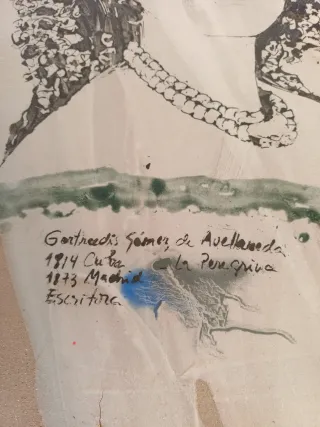 Gertrudis Gómez de Avellaneda
1814 Cuba La Peregrina
1873 Madrid
Escritora